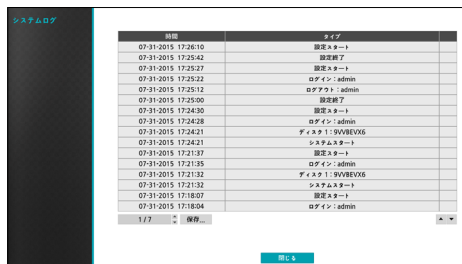 システムログ
時間 タイプ
07-31-2015 17:26:10 設定スタート
07-31-2015 17:25:42 設定終了
07-31-2015 17:25:27 設定スタート
07-31-2015 17:25:22 ログイン：admin
07-31-2015 17:25:12 ログアウト：admin
07-31-2015 17:25:00 設定終了
07-31-2015 17:24:30 設定スタート
07-31-2015 17:24:28 ログイン：admin
07-31-2015 17:24:21 ディスク 1：9VVBEVX6
07-31-2015 17:24:21 システムスタート
07-31-2015 17:21:37 設定スタート
07-31-2015 17:21:35 ログイン：admin
07-31-2015 17:21:32 ディスク 1：9VVBEVX6
07-31-2015 17:21:32 システムスタート
07-31-2015 17:18:07 設定スタート
07-31-2015 17:18:04 ログイン：admin
1 / 7 保存...
閉じる